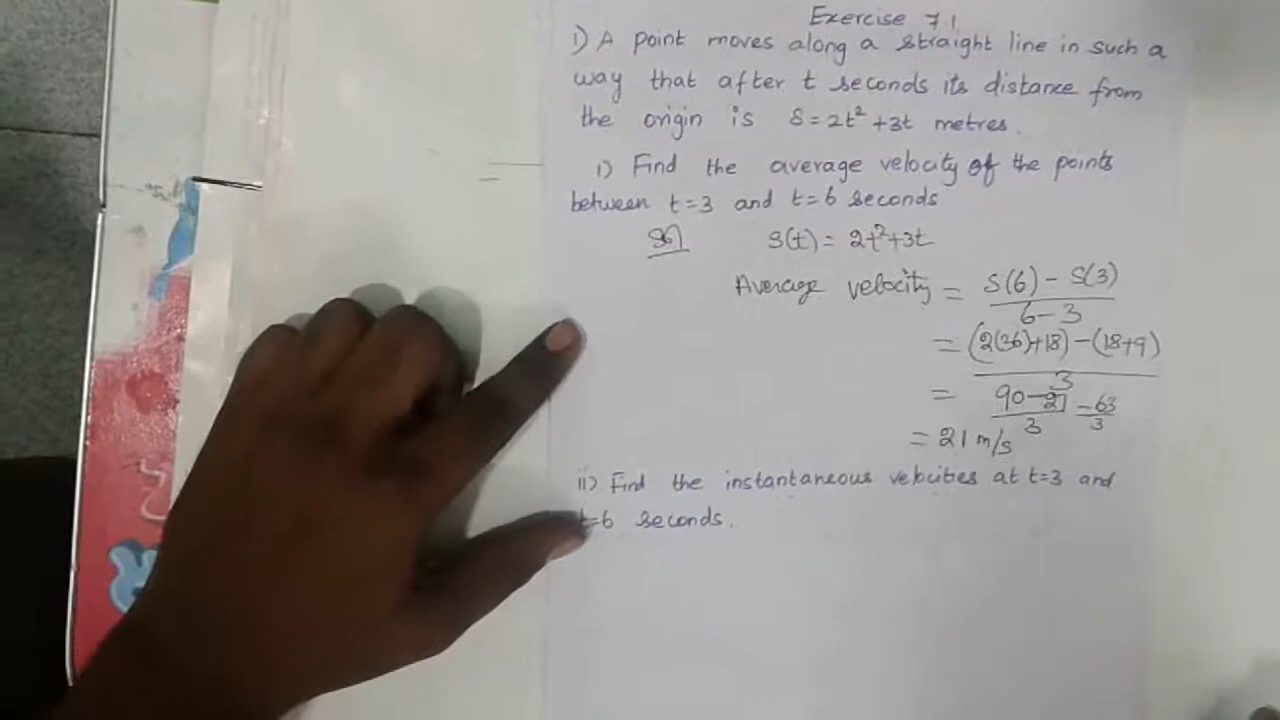 Exercise 7.1
1) A point moves along a straight line in such a
way that after t seconds its distance from
the origin is S = 2t² + 3t metres.
i) Find the average velocity of the points
between t=3 and t=6 seconds
Sol
S(t) = 2t²+3t
Average velocity = S(6) - S(3) / 6-3
= (2(36)+18) - (18+9) / 3
= 90-27 / 3 = 63 / 3
= 21 m/s
ii) Find the instantaneous velocities at t=3 and
t=6 seconds.